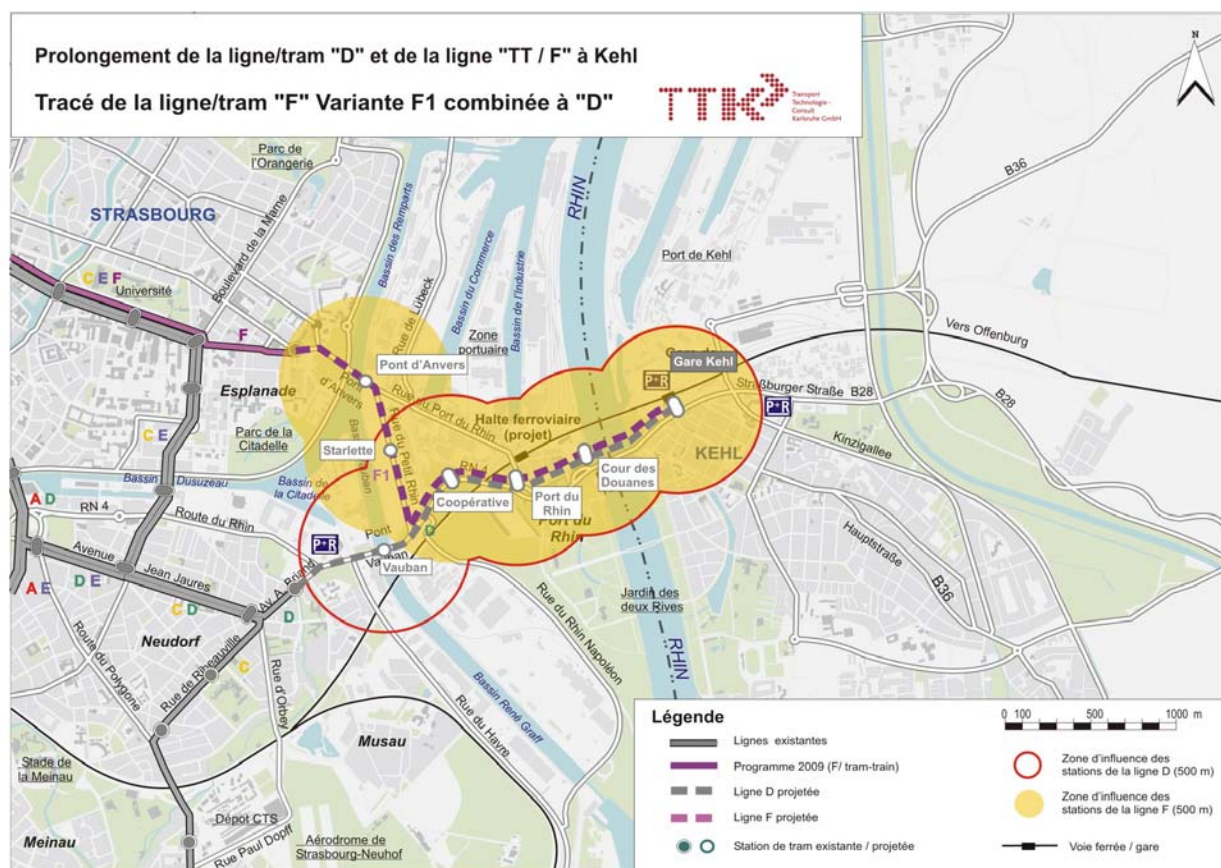 Prolongement de la ligne/tram "D" et de la ligne "TT / F" à Kehl
Tracé de la ligne/tram "F" Variante F1 combinée à "D"
TTK
Transport
Technologie -
Consult
Karlsruhe GmbH
N
Parc de
l'Orangerie
STRASBOURG
Boulevard de la Marne
Bassin des Remparts
Rue de Lübeck
Bassin du Commerce
Bassin de l'Industrie
RHIN
Port de Kehl
B36
C E F
Université
F
Zone
portuaire
Vers Offenburg
Pont d'Anvers
Gare Kehl
P+R
Straßburger Straße B28
B28
Esplanade
Pont
d'Anvers
Rue du Port du Rhin
Halte ferroviaire
(projet)
P+R
Kinzigallee
C E
Parc de la
Citadelle
Starlette
F1
Rue du Petit Rhin
RN 4
KEHL
Cour des
Douanes
Coopérative
Port du
Rhin
Port du
Rhin
Bassin Dusuzeau
Bassin de
la Citadelle
A D
RN 4
Route du Rhin
P+R
Pont
Vauban
D
Vauban
Hauptstraße
B36
Avenue
Jean Jaures
D E
A E
C D
Av. A. Briand
D
Neudorf
Jardin des
deux Rives
Rue du Rhin Napoléon
RHIN
Route du Polygone
Rue de Ribeauville
C
Rue d'Orbey
Bassin René Graff
Rue du Havre
Musau
Stade de
la Meinau
Dépôt CTS
Meinau
Rue Paul Dopff
Aérodrome de
Strasbourg-Neuhof
Légende
Lignes existantes
Programme 2009 (F/ tram-train)
Ligne D projetée
Ligne F projetée
Station de tram existante / projetée
0 100 500 1000 m
Zone d'influence des
stations de la ligne D (500 m)
Zone d'influence des
stations de la ligne F (500 m)
Voie ferrée / gare